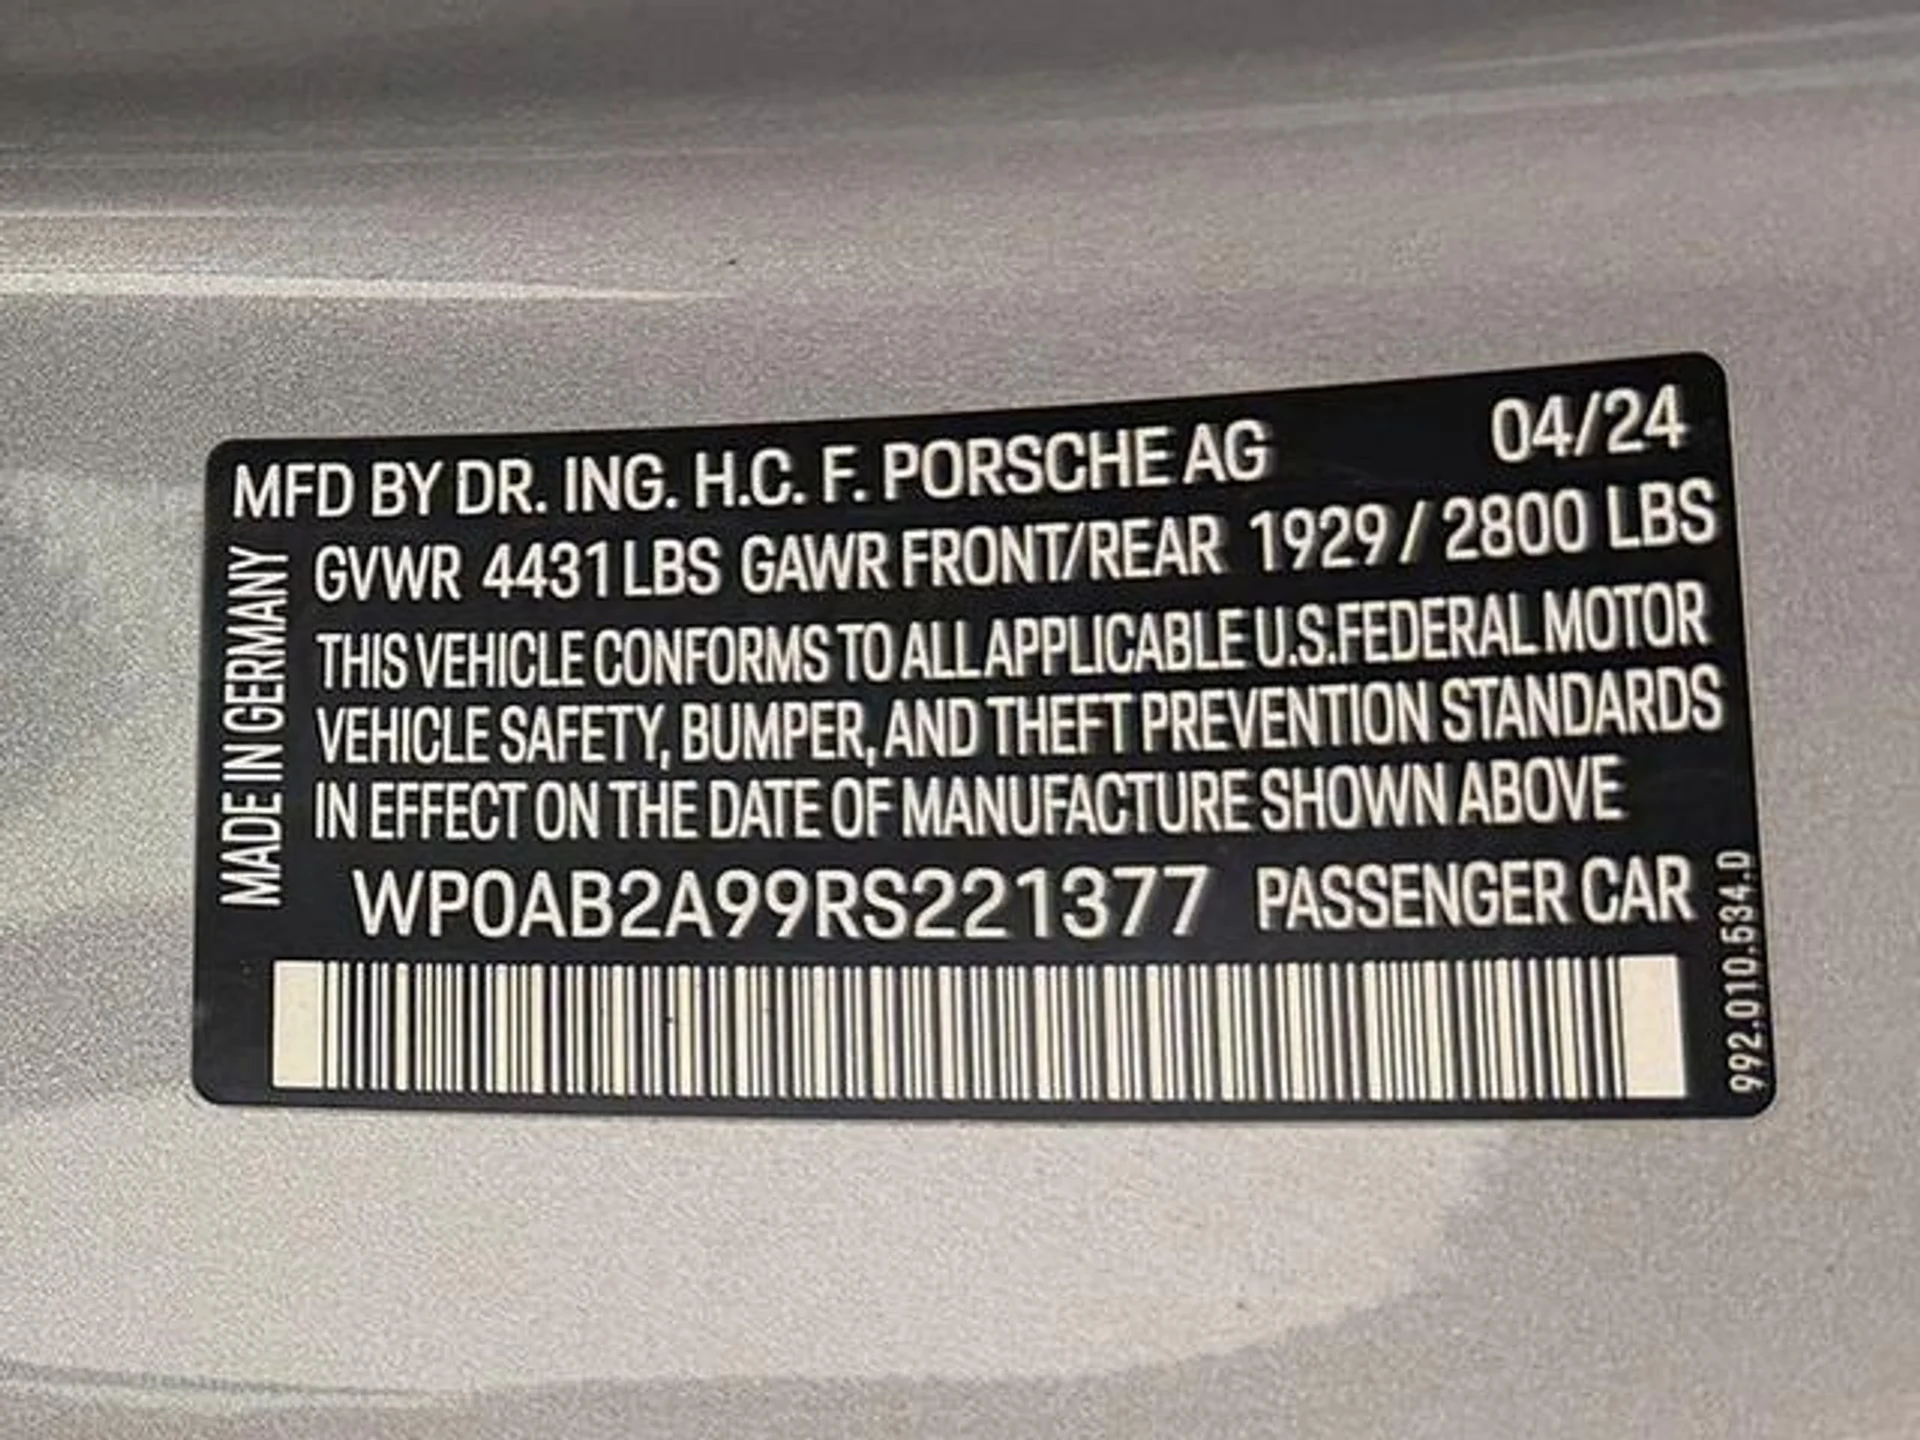 MFD BY DR. ING. H.C. F. PORSCHE AG 04/24
GVWR 4431 LBS GAWR FRONT/REAR 1929 / 2800 LBS
THIS VEHICLE CONFORMS TO ALL APPLICABLE U.S.FEDERAL MOTOR
VEHICLE SAFETY, BUMPER, AND THEFT PREVENTION STANDARDS
IN EFFECT ON THE DATE OF MANUFACTURE SHOWN ABOVE
WP0AB2A99RS221377 PASSENGER CAR
MADE IN GERMANY
992.010.534.D